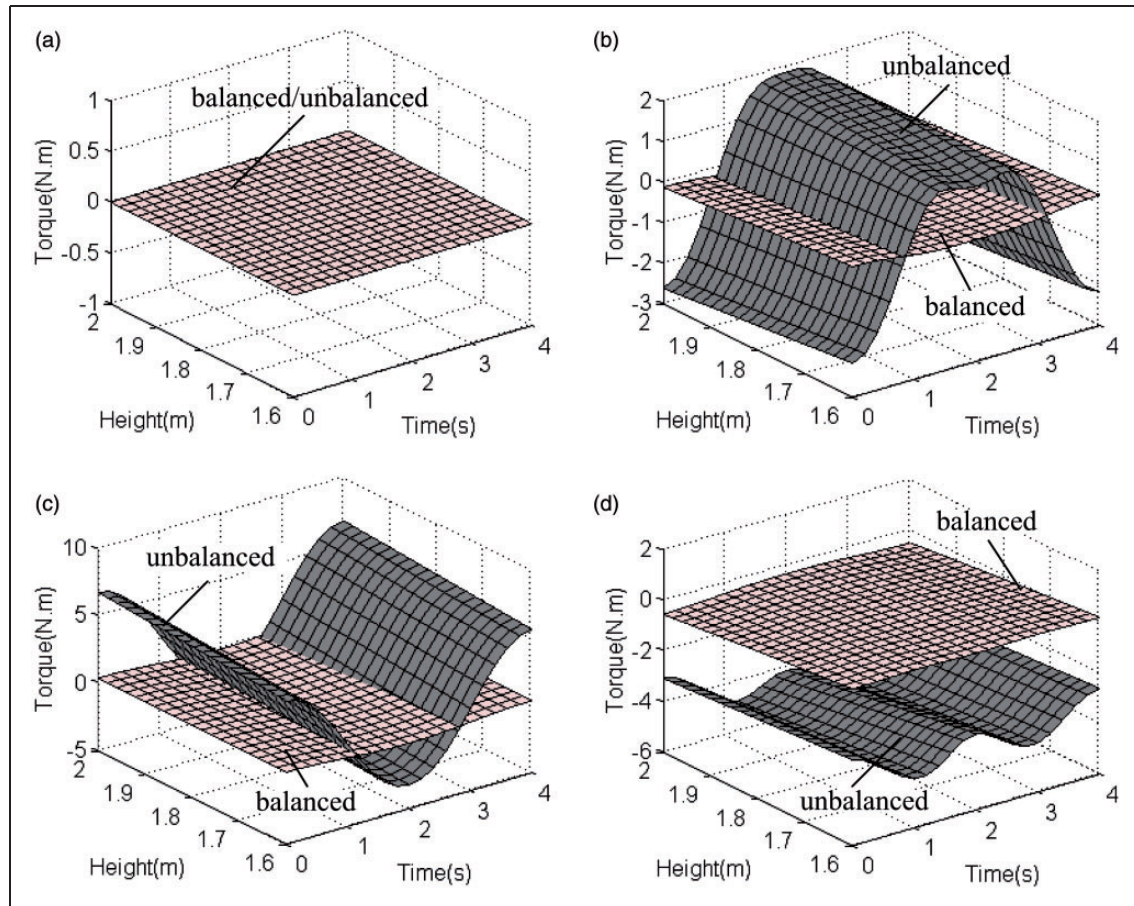 (a)
balanced/unbalanced
1
0.5
0
-0.5
-1
Torque(N.m)
2
1.9
1.8
1.7
1.6
Height(m)
0
1
2
3
4
Time(s)
(b)
unbalanced
balanced
2
1
0
-1
-2
-3
Torque(N.m)
2
1.9
1.8
1.7
1.6
Height(m)
0
1
2
3
4
Time(s)
(c)
unbalanced
balanced
10
5
0
-5
Torque(N.m)
2
1.9
1.8
1.7
1.6
Height(m)
0
1
2
3
4
Time(s)
(d)
balanced
unbalanced
2
0
-2
-4
-6
Torque(N.m)
2
1.9
1.8
1.7
1.6
Height(m)
0
1
2
3
4
Time(s)